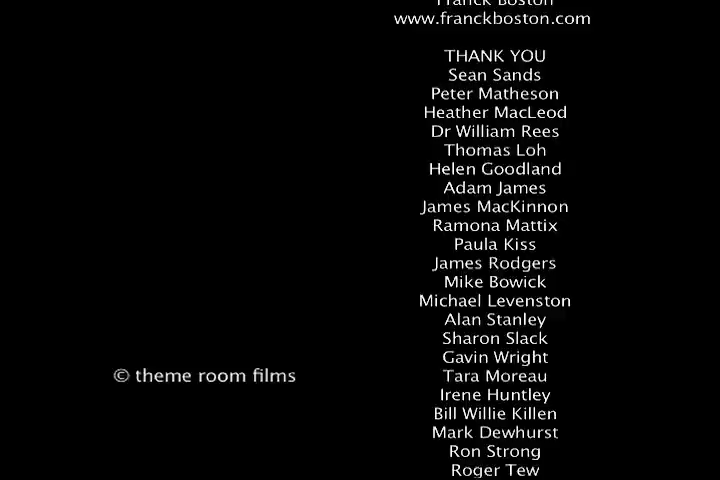 Franck Boston
www.franckboston.com
THANK YOU
Sean Sands
Peter Matheson
Heather MacLeod
Dr William Rees
Thomas Loh
Helen Goodland
Adam James
James MacKinnon
Ramona Mattix
Paula Kiss
James Rodgers
Mike Bowick
Michael Levenston
Alan Stanley
Sharon Slack
Gavin Wright
Tara Moreau
Irene Huntley
Bill Willie Killen
Mark Dewhurst
Ron Strong
Roger Tew
© theme room films